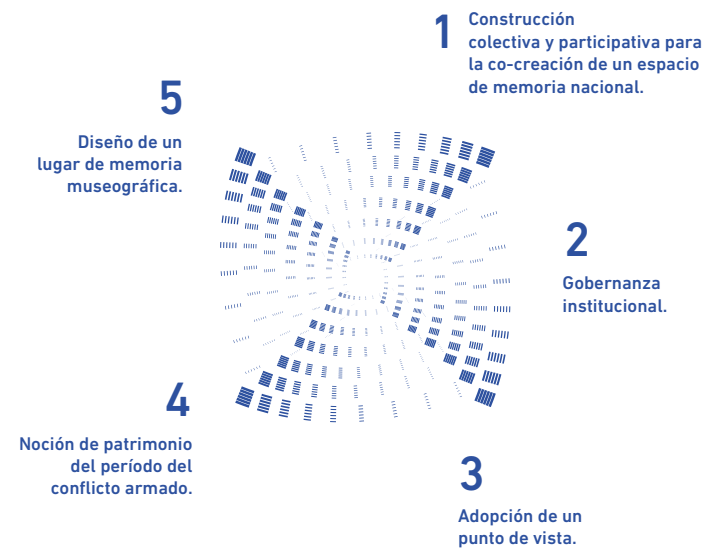 1
Construcción
colectiva y participativa para
la co-creación de un espacio
de memoria nacional.
2
Gobernanza
institucional.
3
Adopción de un
punto de vista.
4
Noción de patrimonio
del período del
conflicto armado.
5
Diseño de un
lugar de memoria
museográfica.